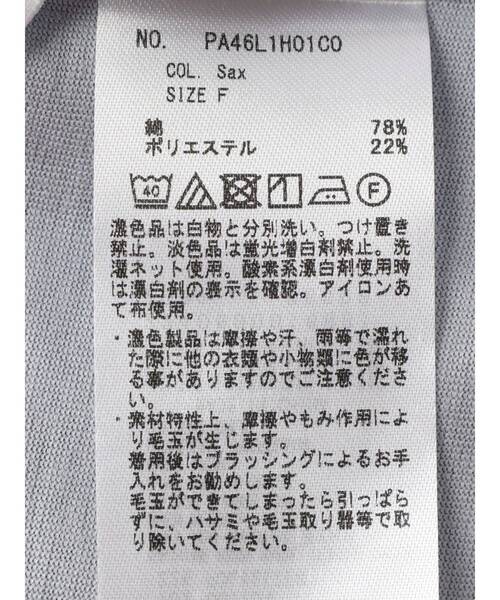 NO. PA46L1H01CO
COL. Sax
SIZE F
綿 78%
ポリエステル 22%
40 F
濃色品は白物と分別洗い。つけ置き
禁止。淡色品は蛍光増白剤禁止。洗
濯ネット使用。酸素系漂白剤使用時
は漂白剤の表示を確認。アイロンあ
て布使用。
・濃色製品は摩擦や汗、雨等で濡れ
た際に他の衣類や小物類に色が移
る事がありますのでご注意くださ
い。
・素材特性上、摩擦やもみ作用によ
り毛玉が生じます。
着用後はブラッシングによるお手
入れをお勧めします。
毛玉ができてしまったら引っぱら
ずに、ハサミや毛玉取り器等で取
り除いてください。